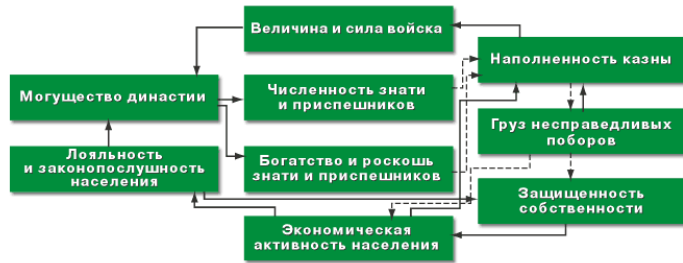 Величина и сила войска
Наполненность казны
Могущество династии
Численность знати
и приспешников
Груз несправедливых
поборов
Лояльность
и законопослушность
населения
Богатство и роскошь
знати и приспешников
Защищенность
собственности
Экономическая
активность населения